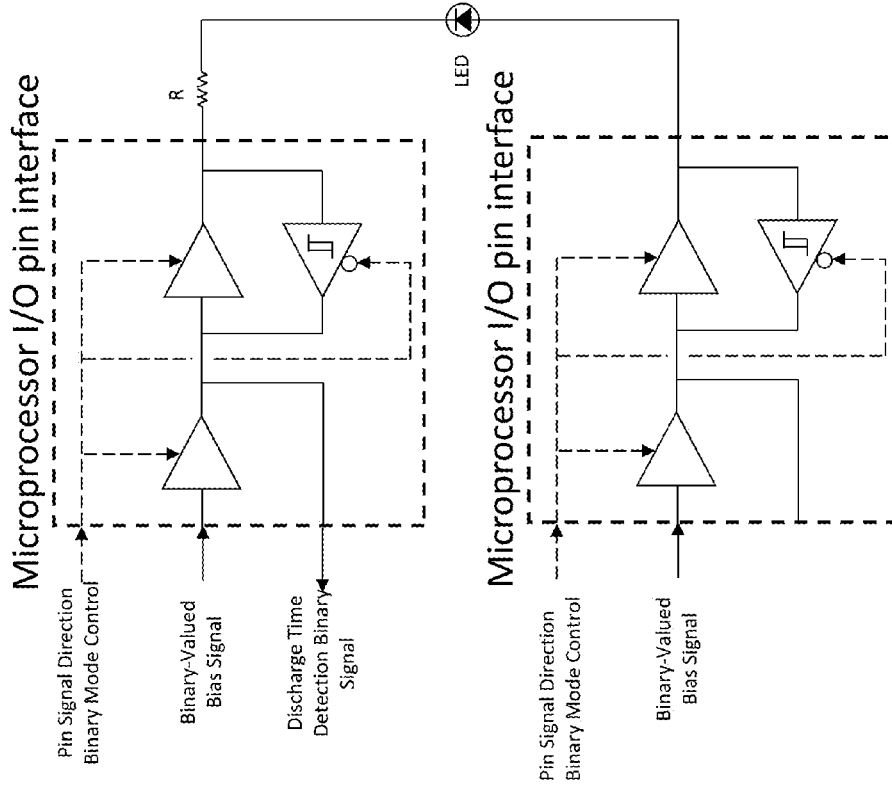 Microprocessor I/O pin interface
R
Pin Signal Direction
Binary Mode Control
Binary-Valued
Bias Signal
Discharge Time
Detection Binary
Signal
LED
Microprocessor I/O pin interface
Pin Signal Direction
Binary Mode Control
Binary-Valued
Bias Signal